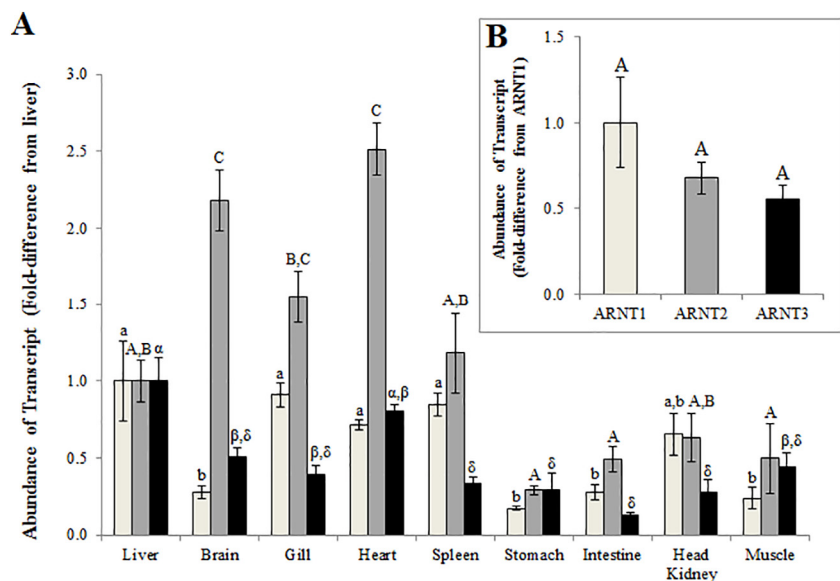 A
Abundance of Transcript (Fold-difference from liver)
3.0
2.5
2.0
1.5
1.0
0.5
0.0
a
A,B
α
b
C
β,δ
a
B,C
δ
a
C
α,β
a
A,B
δ
b
A
δ
b
A
δ
a,b
A,B
δ
b
A
β,δ
Liver
Brain
Gill
Heart
Spleen
Stomach
Intestine
Head
Kidney
Muscle
B
Abundance of Transcript
(Fold-difference from ARNT1)
1.5
1.0
0.5
0.0
A
A
A
ARNT1
ARNT2
ARNT3